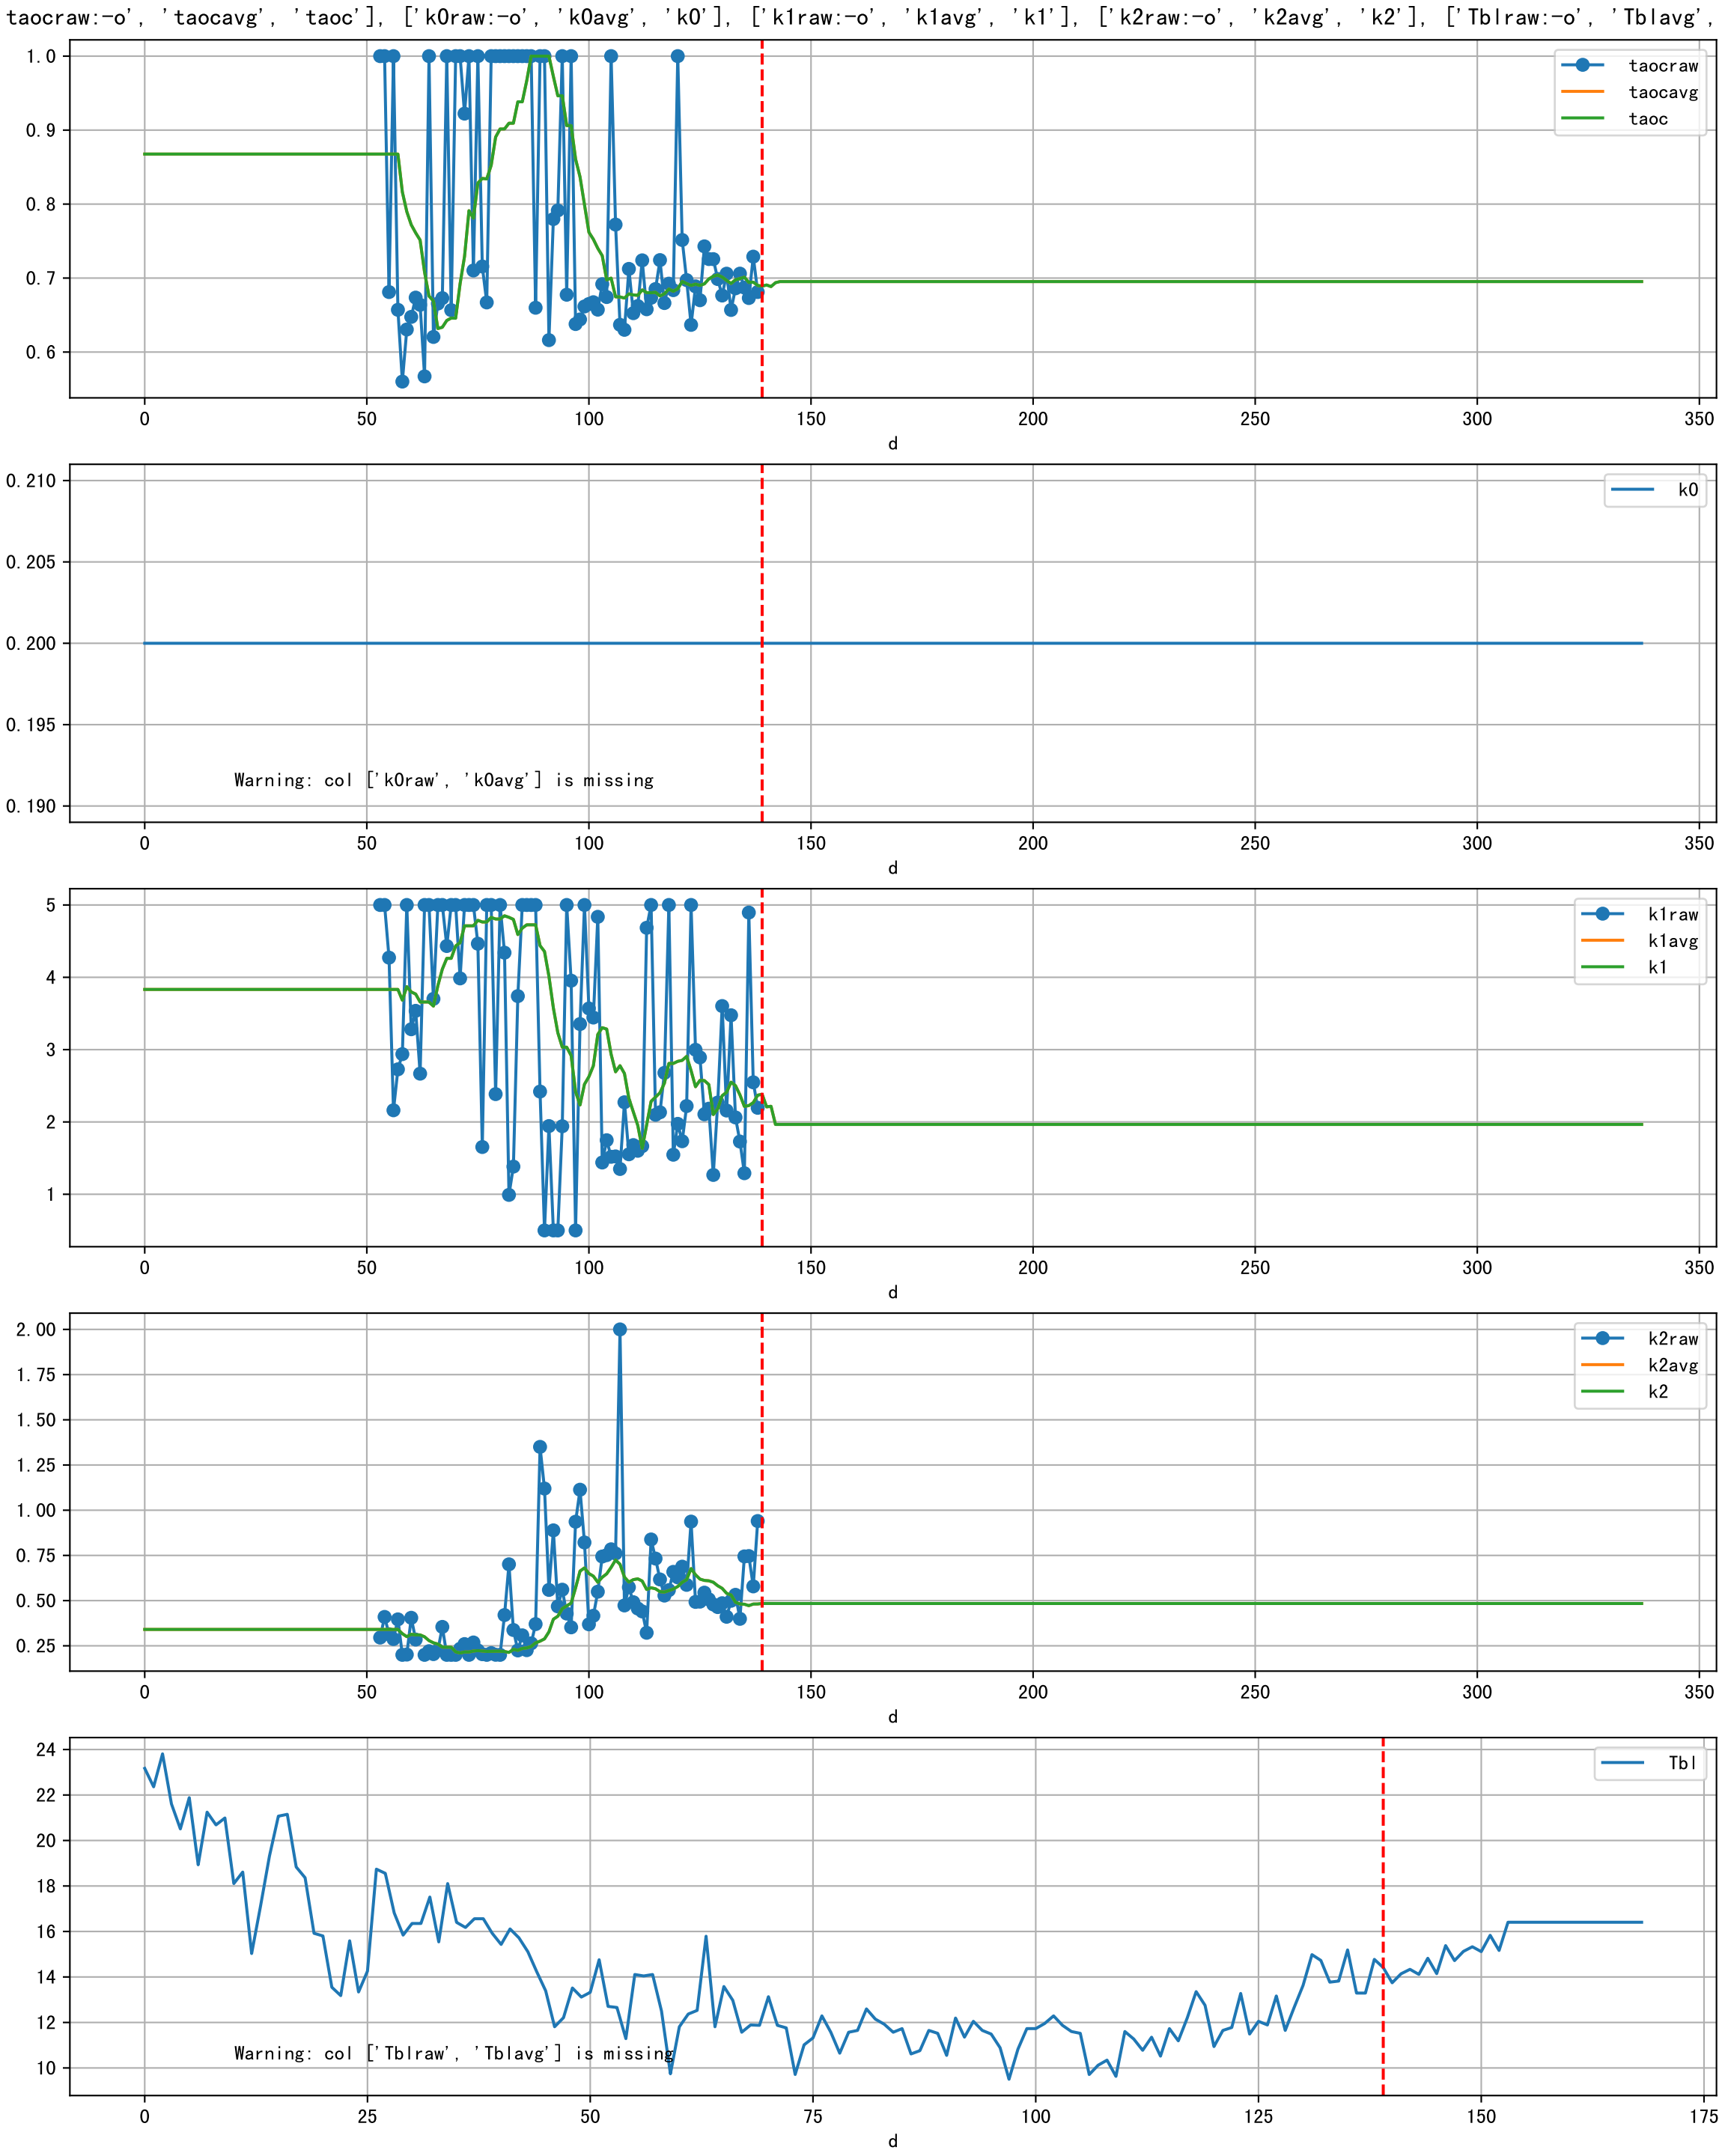 taocraw:-o', 'taocavg', 'taoc'], ['k0raw:-o', 'k0avg', 'k0'], ['k1raw:-o', 'k1avg', 'k1'], ['k2raw:-o', 'k2avg', 'k2'], ['Tblraw:-o', 'Tblavg',
1.0
0.9
0.8
0.7
0.6
taocraw
taocavg
taoc
0 50 100 150 200 250 300 350
d
0.210
0.205
0.200
0.195
0.190
k0
Warning: col ['k0raw', 'k0avg'] is missing
0 50 100 150 200 250 300 350
d
5
4
3
2
1
k1raw
k1avg
k1
0 50 100 150 200 250 300 350
d
2.00
1.75
1.50
1.25
1.00
0.75
0.50
0.25
k2raw
k2avg
k2
0 50 100 150 200 250 300 350
d
24
22
20
18
16
14
12
10
Tbl
Warning: col ['Tblraw', 'Tblavg'] is missing
0 25 50 75 100 125 150 175
d